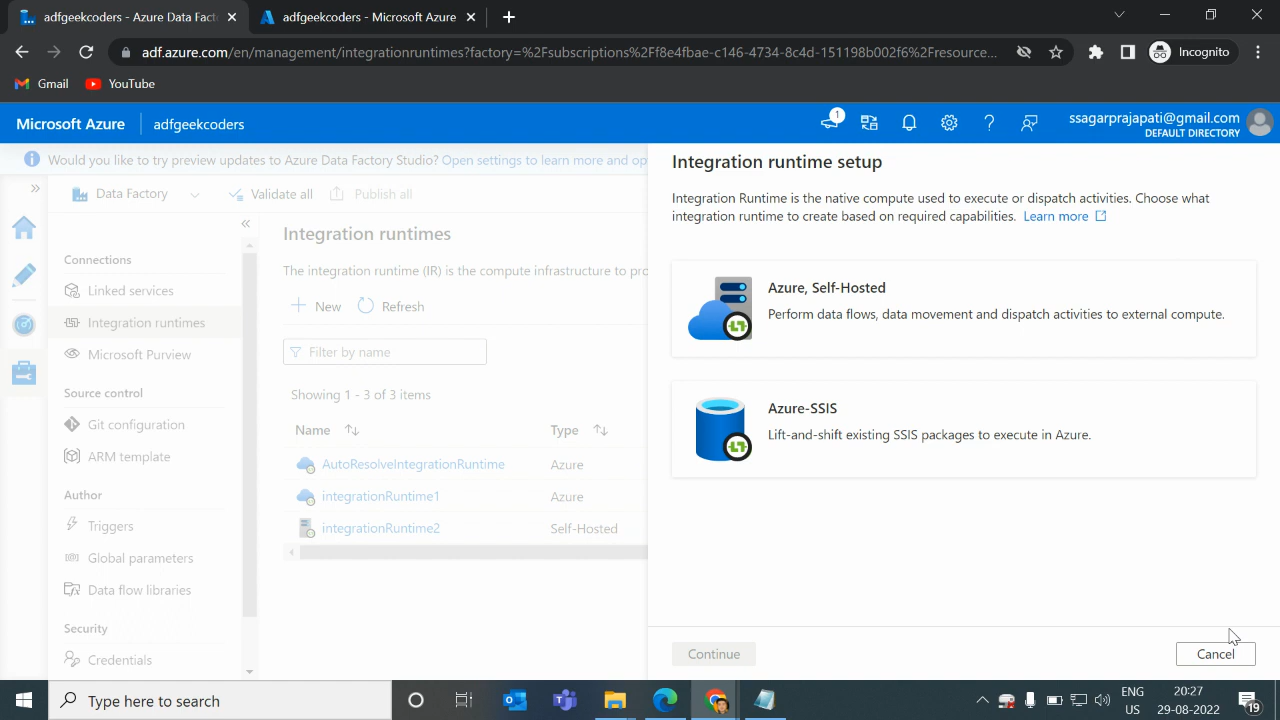 adfgeekcoders - Azure Data Facto
adfgeekcoders - Microsoft Azure
adf.azure.com/en/management/integrationruntimes?factory=%2Fsubscriptions%2Ff8e4fbae-c146-4734-8c4d-151198b002f6%2Fresource...
Incognito
Gmail
YouTube
Microsoft Azure
adfgeekcoders
1
ssagarprajapati@gmail.com
DEFAULT DIRECTORY
Would you like to try preview updates to Azure Data Factory Studio? Open settings to learn more and op
Data Factory
Validate all
Publish all
Connections
Linked services
Integration runtimes
Microsoft Purview
Source control
Git configuration
ARM template
Author
Triggers
Global parameters
Data flow libraries
Security
Credentials
Integration runtimes
The integration runtime (IR) is the compute infrastructure to pro
New
Refresh
Filter by name
Showing 1 - 3 of 3 items
Name Type
AutoResolveIntegrationRuntime Azure
integrationRuntime1 Azure
integrationRuntime2 Self-Hosted
Integration runtime setup
Integration Runtime is the native compute used to execute or dispatch activities. Choose what
integration runtime to create based on required capabilities. Learn more
Azure, Self-Hosted
Perform data flows, data movement and dispatch activities to external compute.
Azure-SSIS
Lift-and-shift existing SSIS packages to execute in Azure.
Continue
Cancel
Type here to search
ENG
US
20:27
29-08-2022
19